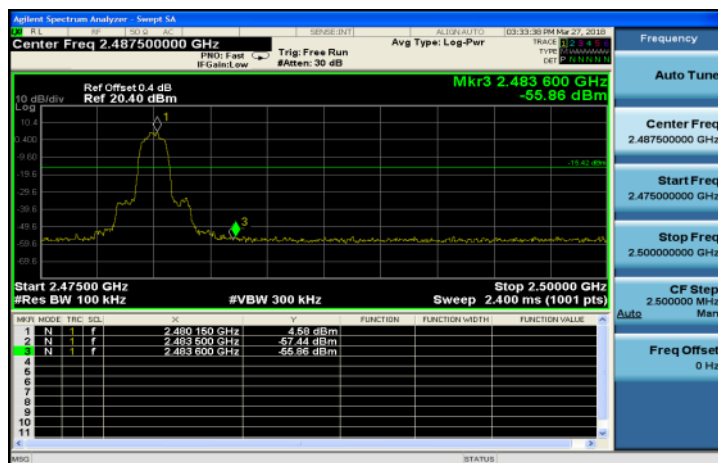 Agilent Spectrum Analyzer - Swept SA
RL RF 50 Ω AC SENSE:INT ALIGNAUTO 03:33:38 PM Mar 27, 2018
Center Freq 2.487500000 GHz
PNO: Fast
IFGain:Low
Trig: Free Run
#Atten: 30 dB
Avg Type: Log-Pwr
TRACE 1 2 3 4 5 6
TYPE
DET P N N N N N
Ref Offset 0.4 dB
Ref 20.40 dBm
10 dB/div
Log
Mkr3 2.483 600 GHz
-55.86 dBm
10.4
0.400
-9.60
-19.6
-29.6
-39.6
-49.6
-59.6
-69.6
1
3
-15.42 dBm
Start 2.47500 GHz
Stop 2.50000 GHz
#Res BW 100 kHz #VBW 300 kHz Sweep 2.400 ms (1001 pts)
MKR MODE TRC SCL X Y FUNCTION FUNCTION WIDTH FUNCTION VALUE
1 N 1 f 2.480 150 GHz 4.58 dBm
2 N 1 f 2.483 500 GHz -57.44 dBm
3 N 1 f 2.483 600 GHz -55.86 dBm
4
5
6
7
8
9
10
11
MSG STATUS
Frequency
Auto Tune
Center Freq
2.487500000 GHz
Start Freq
2.475000000 GHz
Stop Freq
2.500000000 GHz
CF Step
2.500000 MHz
Auto Man
Freq Offset
0 Hz